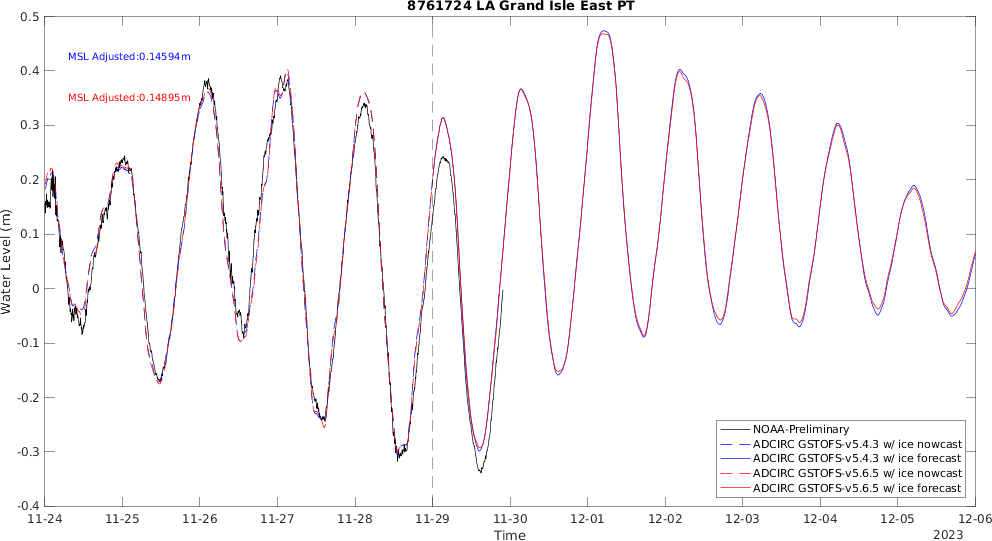 8761724 LA Grand Isle East PT
MSL Adjusted:0.14594m
MSL Adjusted:0.14895m
Water Level (m)
0.5
0.4
0.3
0.2
0.1
0
-0.1
-0.2
-0.3
-0.4
NOAA-Preliminary
ADCIRC GSTOFS-v5.4.3 w/ ice nowcast
ADCIRC GSTOFS-v5.4.3 w/ ice forecast
ADCIRC GSTOFS-v5.6.5 w/ ice nowcast
ADCIRC GSTOFS-v5.6.5 w/ ice forecast
11-24 11-25 11-26 11-27 11-28 11-29 11-30 12-01 12-02 12-03 12-04 12-05 12-06
Time
2023